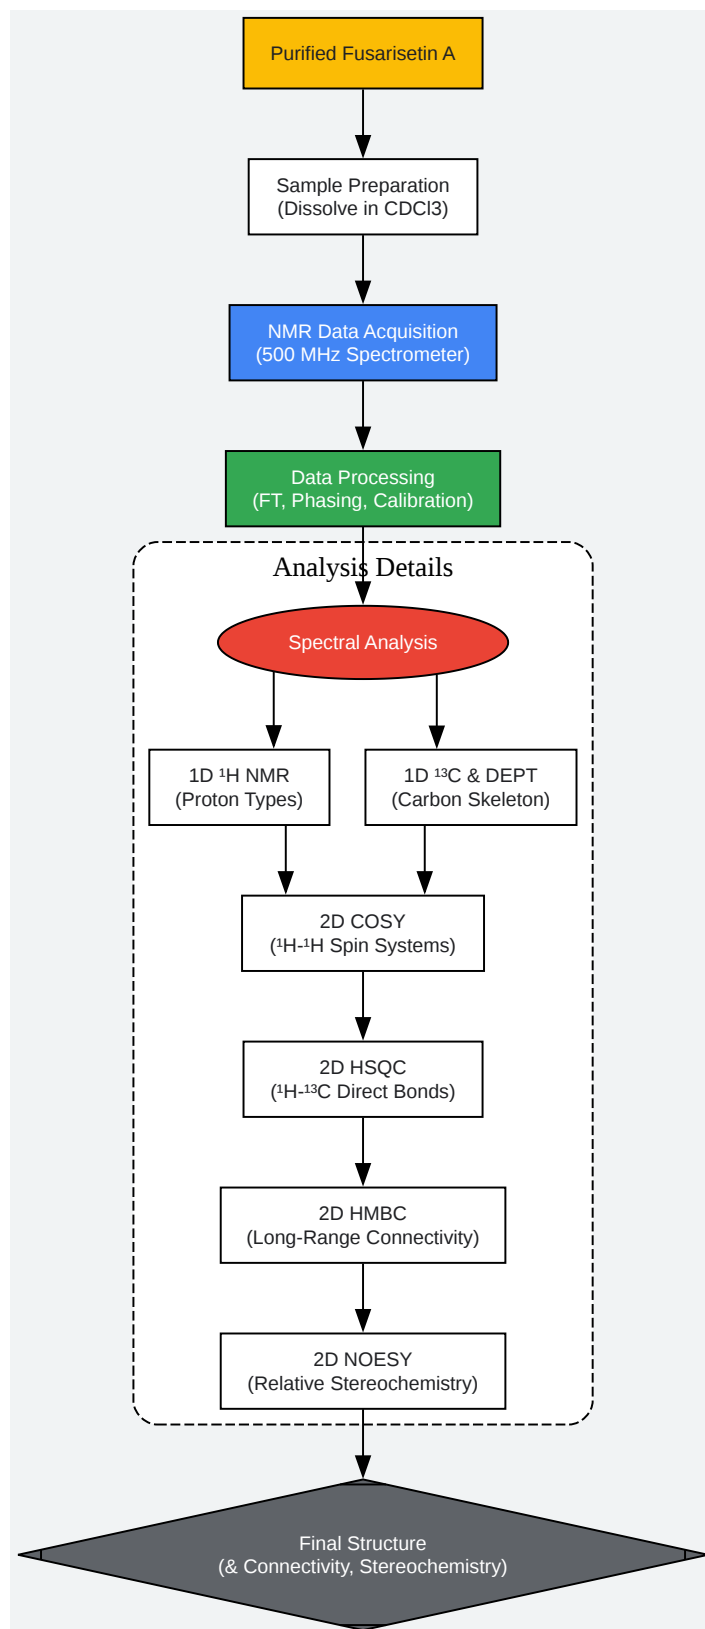 Purified Fusarisetin A
Sample Preparation
(Dissolve in CDCl3)
NMR Data Acquisition
(500 MHz Spectrometer)
Data Processing
(FT, Phasing, Calibration)
Analysis Details
Spectral Analysis
1D ¹H NMR
(Proton Types)
1D ¹³C & DEPT
(Carbon Skeleton)
2D COSY
(¹H-¹H Spin Systems)
2D HSQC
(¹H-¹³C Direct Bonds)
2D HMBC
(Long-Range Connectivity)
2D NOESY
(Relative Stereochemistry)
Final Structure
(& Connectivity, Stereochemistry)